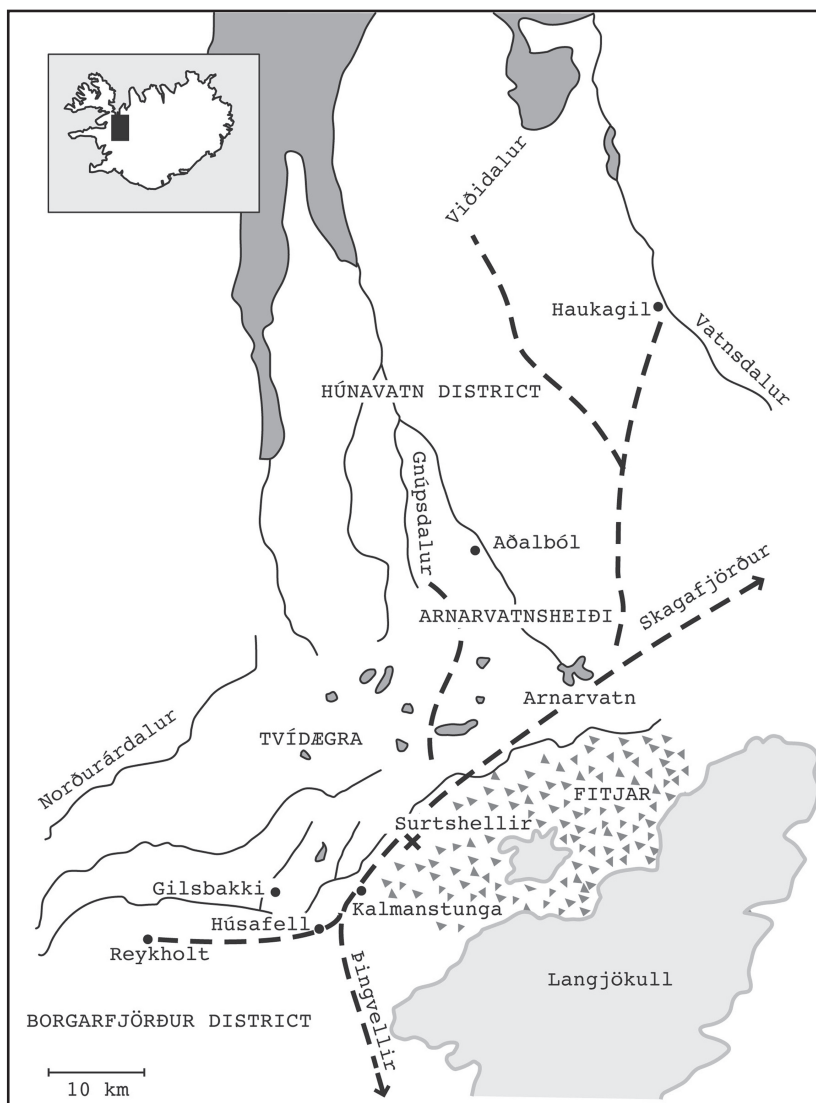 Viðidalur
Haukagil
Vatnsdalur
HÚNAVATN DISTRICT
Gnúpsdalur
Aðalból
Skagafjörður
ARNARVATNSHEIÐI
Arnarvatn
Norðurárdalur
TVÍDÆGRA
FITJAR
Surtshellir
Gilsbakki
Kalmanstunga
Húsafell
Reykholt
Þingvellir
Langjökull
BORGARFJÖRÐUR DISTRICT
10 km